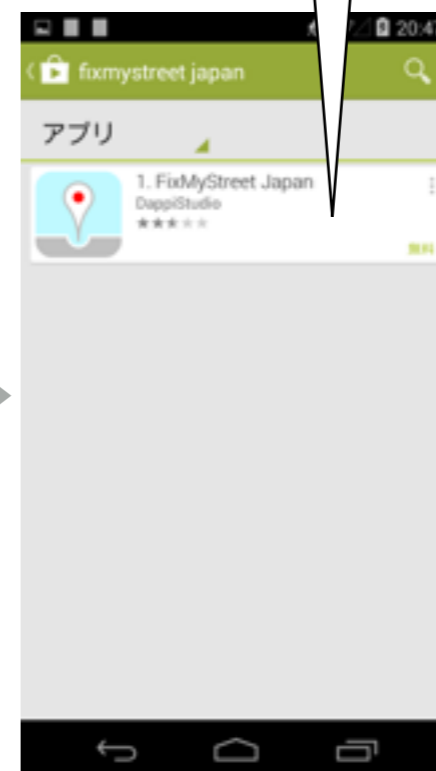 20:47
fixmystreet japan
アプリ
1. FixMyStreet Japan
DappiStudio
無料